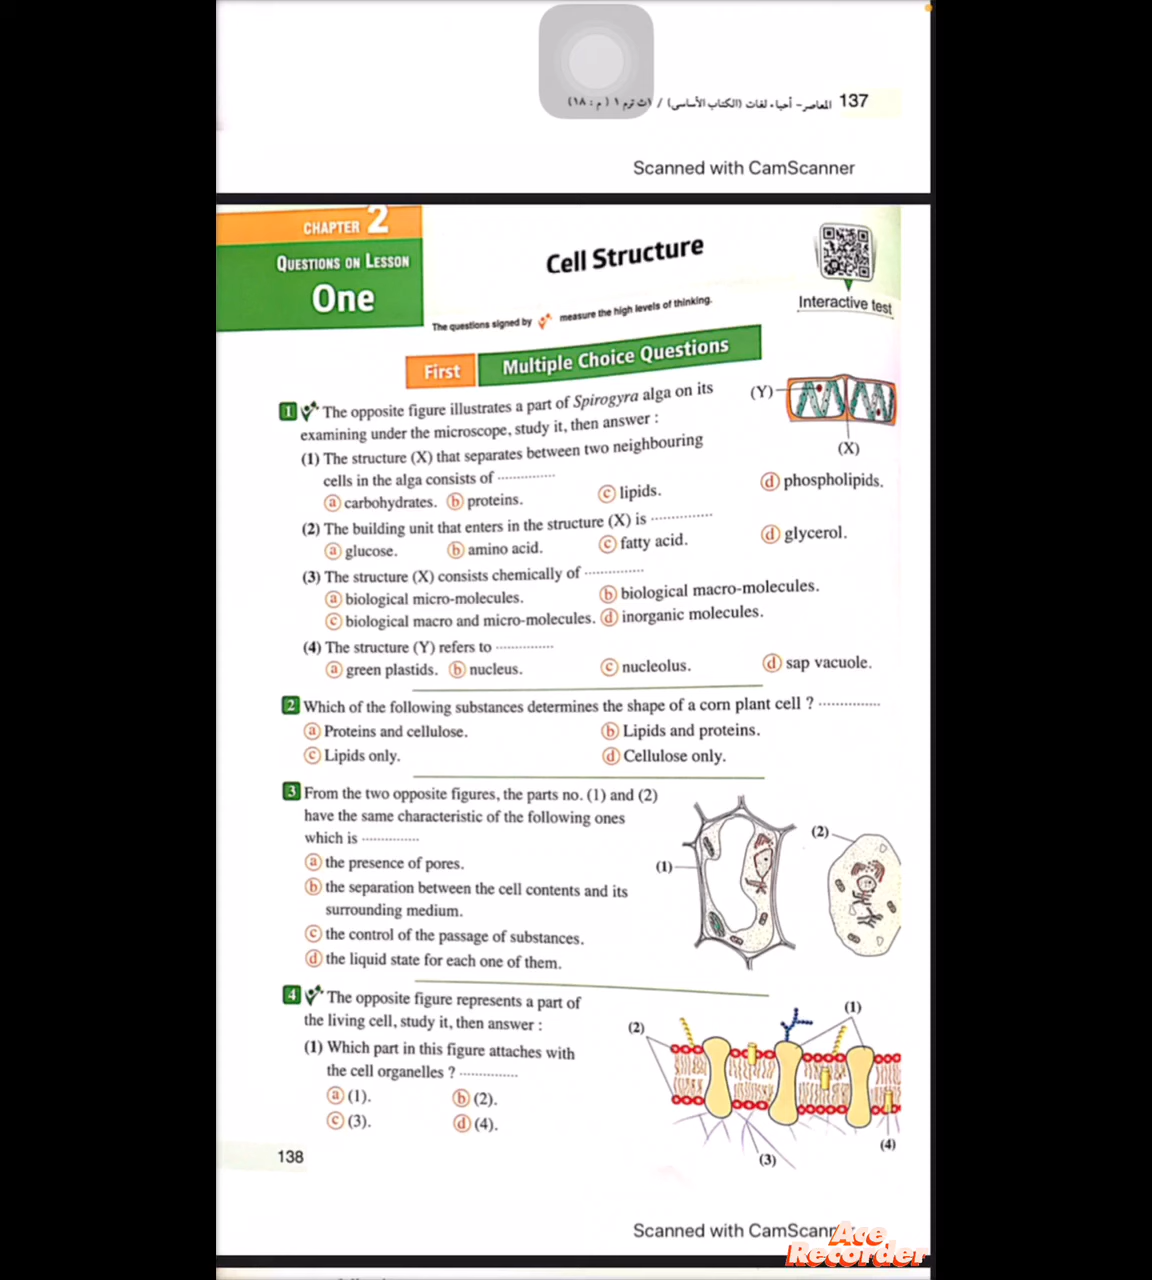 137 المعاصر - أحياء لغات (الكتاب الأساسى) / ١ث ترم ١ (م : ١٨)
Scanned with CamScanner
CHAPTER 2
QUESTIONS ON LESSON
One
Cell Structure
Interactive test
The questions signed by measure the high levels of thinking.
First Multiple Choice Questions
1 The opposite figure illustrates a part of Spirogyra alga on its
examining under the microscope, study it, then answer :
(Y)
(X)
(1) The structure (X) that separates between two neighbouring
cells in the alga consists of ..............
a carbohydrates. b proteins. c lipids. d phospholipids.
(2) The building unit that enters in the structure (X) is ..............
a glucose. b amino acid. c fatty acid. d glycerol.
(3) The structure (X) consists chemically of ..............
a biological micro-molecules. b biological macro-molecules.
c biological macro and micro-molecules. d inorganic molecules.
(4) The structure (Y) refers to ..............
a green plastids. b nucleus. c nucleolus. d sap vacuole.
2 Which of the following substances determines the shape of a corn plant cell ? ..............
a Proteins and cellulose. b Lipids and proteins.
c Lipids only. d Cellulose only.
3 From the two opposite figures, the parts no. (1) and (2)
have the same characteristic of the following ones
which is ..............
a the presence of pores.
b the separation between the cell contents and its
surrounding medium.
c the control of the passage of substances.
d the liquid state for each one of them.
(1)
(2)
4 The opposite figure represents a part of
the living cell, study it, then answer :
(1) Which part in this figure attaches with
the cell organelles ? ..............
a (1). b (2).
c (3). d (4).
(1)
(2)
(3)
(4)
138
Scanned with CamScanner
Ace
Recorder